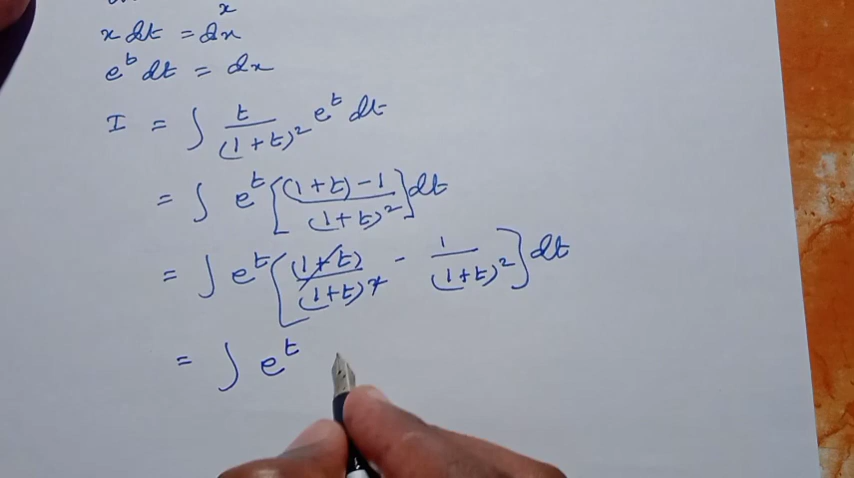 x
x dt = dx
e^t dt = dx
I = ∫ t/(1+t)² e^t dt
= ∫ e^t [((1+t)-1)/(1+t)²] dt
= ∫ e^t [(1+t)/(1+t)² - 1/(1+t)²] dt
= ∫ e^t